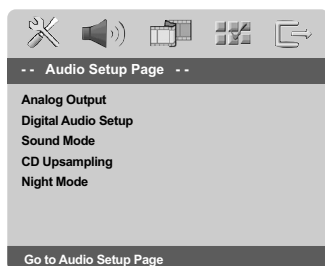 -- Audio Setup Page --
Analog Output
Digital Audio Setup
Sound Mode
CD Upsampling
Night Mode
Go to Audio Setup Page